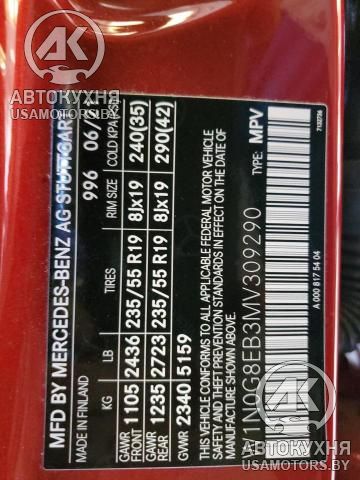 АВТОКУХНЯ
USAMOTORS.BY
MFD BY MERCEDES-BENZ AG STUTTGART
MADE IN FINLAND 996 06/
KG LB TIRES RIM SIZE COLD KPA(PSI)
GAWR FRONT 1105 2436 235/55 R19 8Jx19 240(35)
GAWR REAR 1235 2723 235/55 R19 8Jx19 290(42)
GVWR 2340 5159
THIS VEHICLE CONFORMS TO ALL APPLICABLE FEDERAL MOTOR VEHICLE
SAFETY AND THEFT PREVENTION STANDARDS IN EFFECT ON THE DATE OF
MANUFACTURE SHOWN ABOVE.
TYPE: MPV
A 000 817 54 04
713273
АВТОКУХНЯ
USAMOTORS.BY